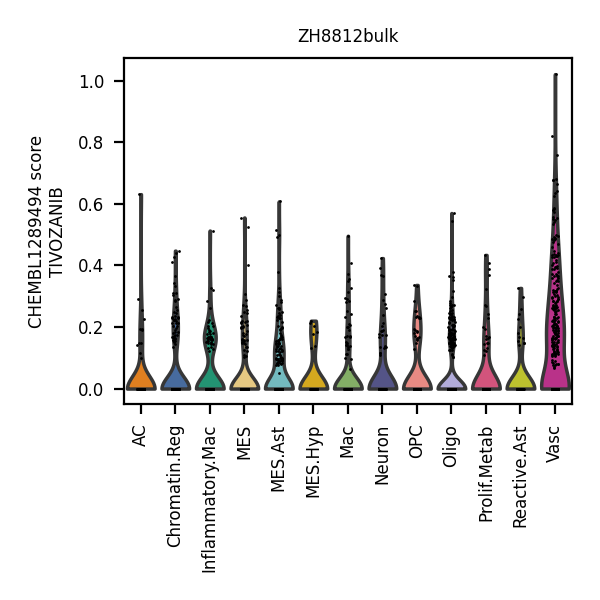 ZH8812bulk
CHEMBL1289494 score
TIVOZANIB
1.0
0.8
0.6
0.4
0.2
0.0
AC
Chromatin.Reg
Inflammatory.Mac
MES
MES.Ast
MES.Hyp
Mac
Neuron
OPC
Oligo
Prolif.Metab
Reactive.Ast
Vasc